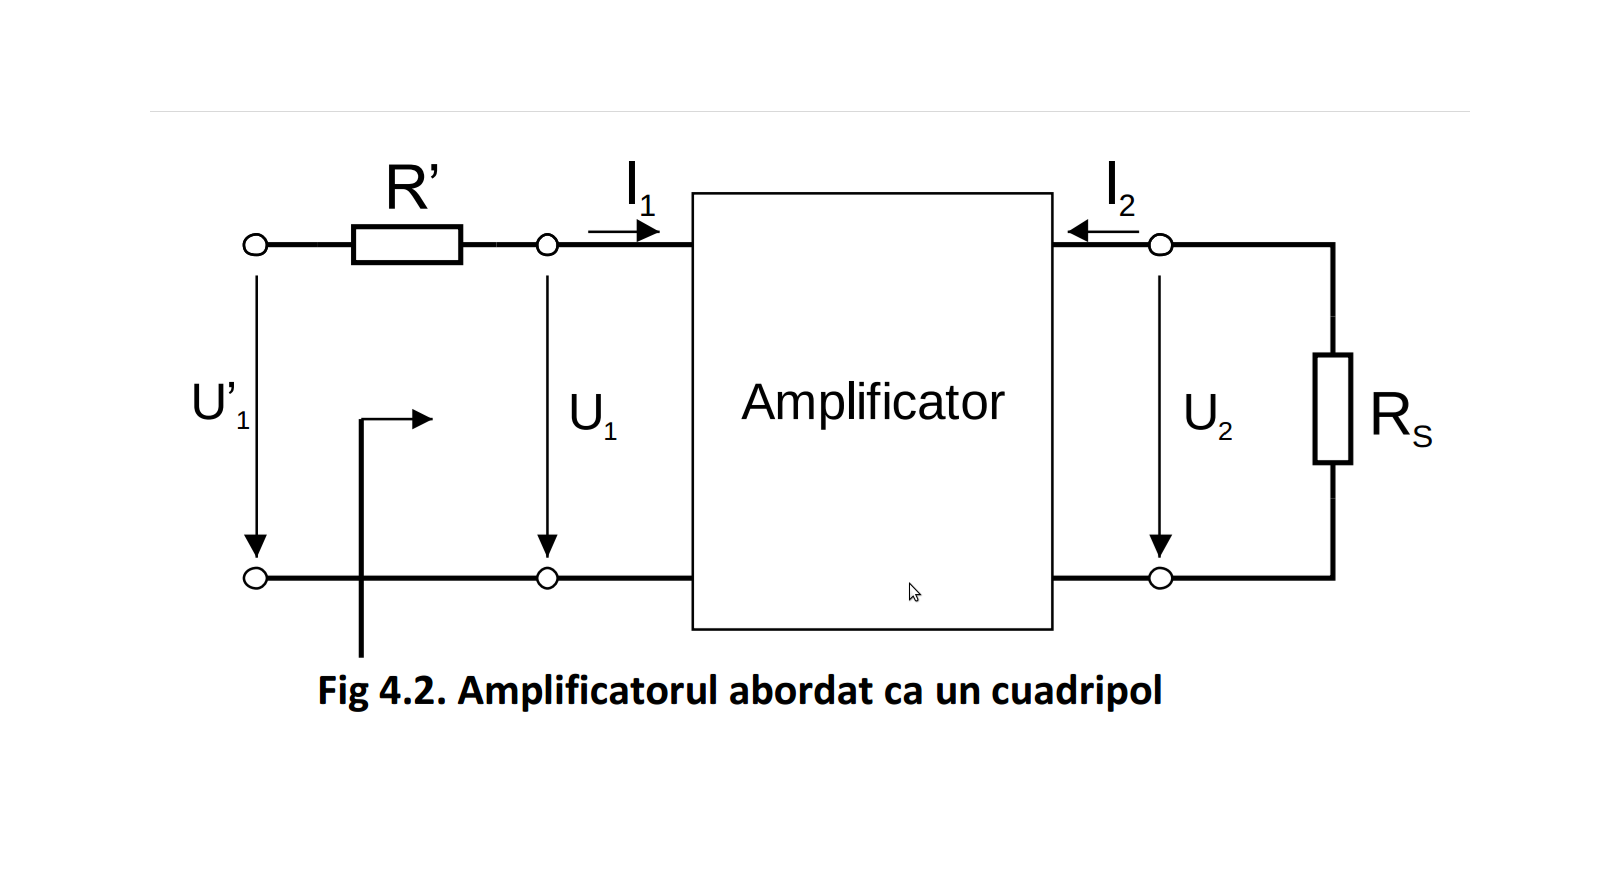 R’
I1
I2
U’1
U1
Amplificator
U2
RS
Fig 4.2. Amplificatorul abordat ca un cuadripol